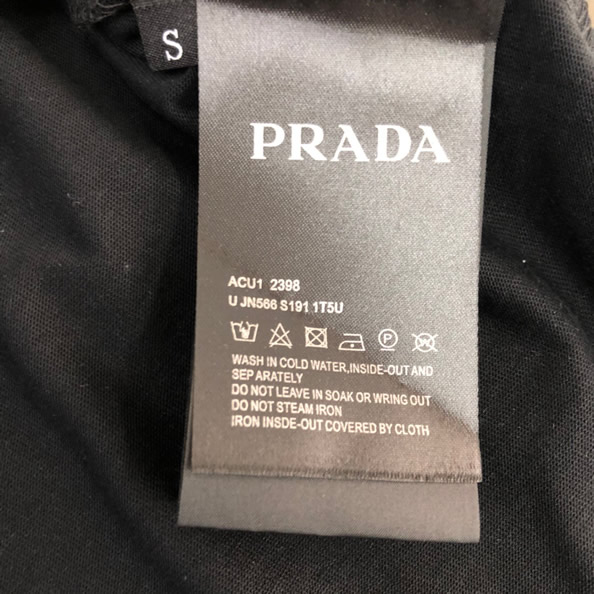 S
PRADA
ACU1 2398
U JN566 S191 1T5U
WASH IN COLD WATER,INSIDE-OUT AND
SEP ARATELY
DO NOT LEAVE IN SOAK OR WRING OUT
DO NOT STEAM IRON
IRON INSDE-OUT COVERED BY CLOTH